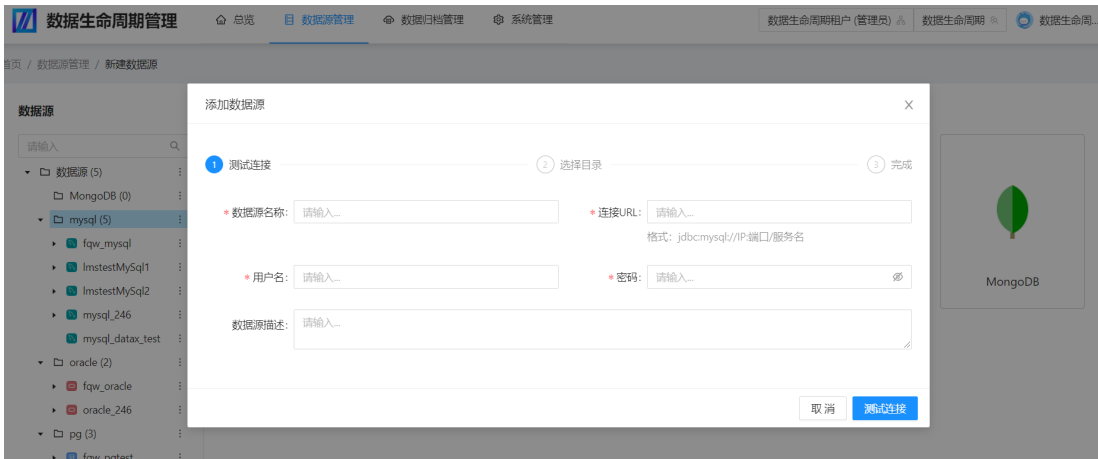 数据生命周期管理 总览 数据源管理 数据归档管理 系统管理 数据生命周期租户 (管理员) 数据生命周期 数据生命周...
首页 / 数据源管理 / 新建数据源
数据源
请输入
数据源 (5)
MongoDB (0)
mysql (5)
fqw_mysql
lmstestMySql1
lmstestMySql2
mysql_246
mysql_datax_test
oracle (2)
fqw_oracle
oracle_246
pg (3)
fqw_pgtest
添加数据源
1 测试连接 2 选择目录 3 完成
* 数据源名称: 请输入... * 连接URL: 请输入...
格式: jdbc:mysql://IP:端口/服务名
* 用户名: 请输入... * 密码: 请输入...
数据源描述: 请输入...
取 消 测试连接
MongoDB